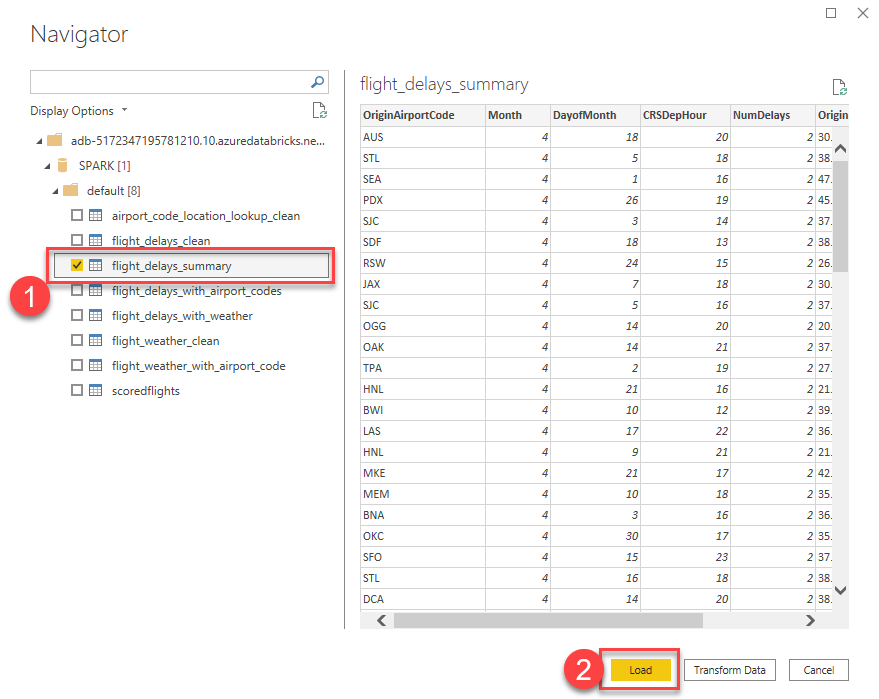 Navigator
Display Options
adb-5172347195781210.10.azuredatabricks.ne...
SPARK [1]
default [8]
airport_code_location_lookup_clean
flight_delays_clean
flight_delays_summary
flight_delays_with_airport_codes
flight_delays_with_weather
flight_weather_clean
flight_weather_with_airport_code
scoredflights
1
flight_delays_summary
OriginAirportCode Month DayofMonth CRSDepHour NumDelays Origin
AUS 4 18 20 2 30.
STL 4 5 18 2 38.
SEA 4 1 16 2 47.
PDX 4 26 19 2 45.
SJC 4 3 14 2 37.
SDF 4 18 13 2 38.
RSW 4 24 15 2 26.
JAX 4 7 18 2 30.
SJC 4 5 16 2 37.
OGG 4 14 20 2 20.
OAK 4 14 21 2 37.
TPA 4 2 19 2 27.
HNL 4 21 16 2 21.
BWI 4 10 12 2 39.
LAS 4 17 22 2 36.
HNL 4 9 21 2 21.
MKE 4 21 17 2 42.
MEM 4 10 18 2 35.
BNA 4 3 16 2 36.
OKC 4 30 17 2 35.
SFO 4 15 23 2 37.
STL 4 16 18 2 38.
DCA 4 14 20 2 38.
2
Load Transform Data Cancel